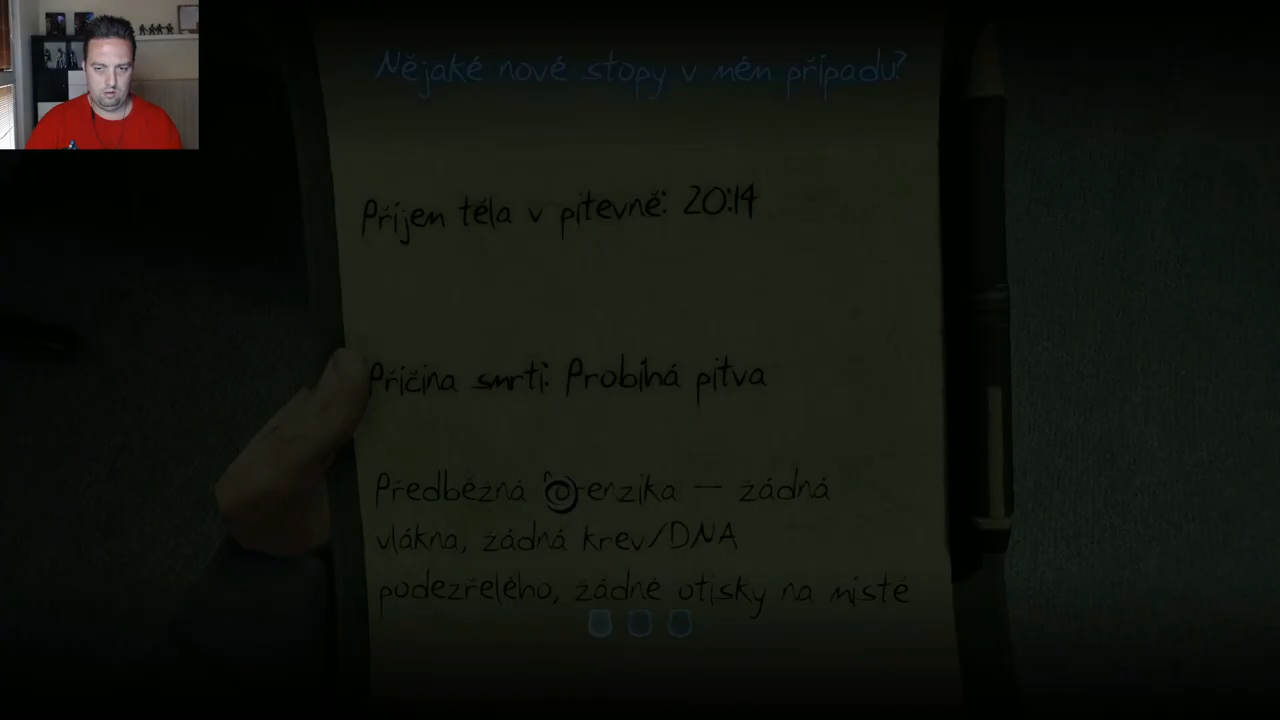 Nějaké nové stopy v mém případu?
Příjem těla v pitevně: 20:14
Příčina smrti: Probíhá pitva
Předběžná forenzika — žádná
vlákna, žádná krev/DNA
podezřelého, žádné otisky na místě